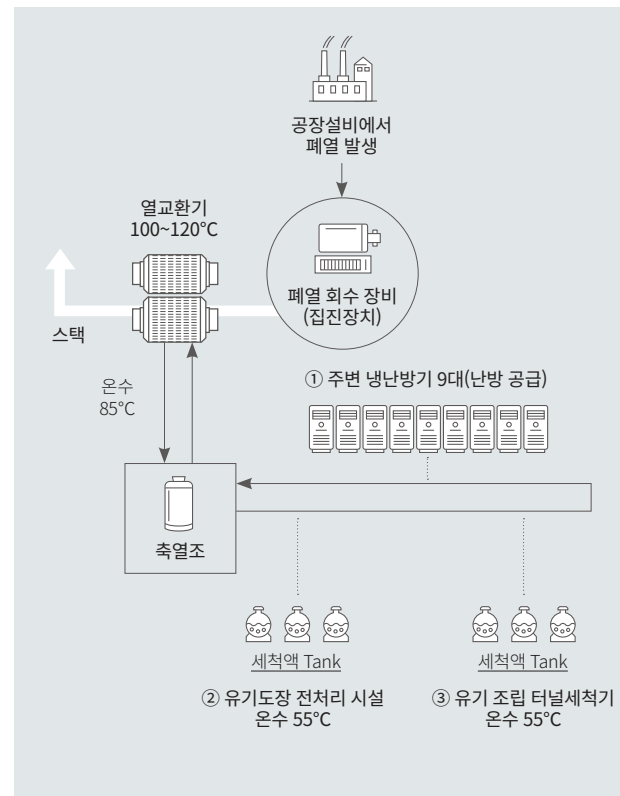 공장설비에서
폐열 발생
열교환기
100~120°C
폐열 회수 장비
(집진장치)
스택
온수
85°C
① 주변 냉난방기 9대(난방 공급)
축열조
세척액 Tank
② 유기도장 전처리 시설
온수 55°C
세척액 Tank
③ 유기 조립 터널세척기
온수 55°C